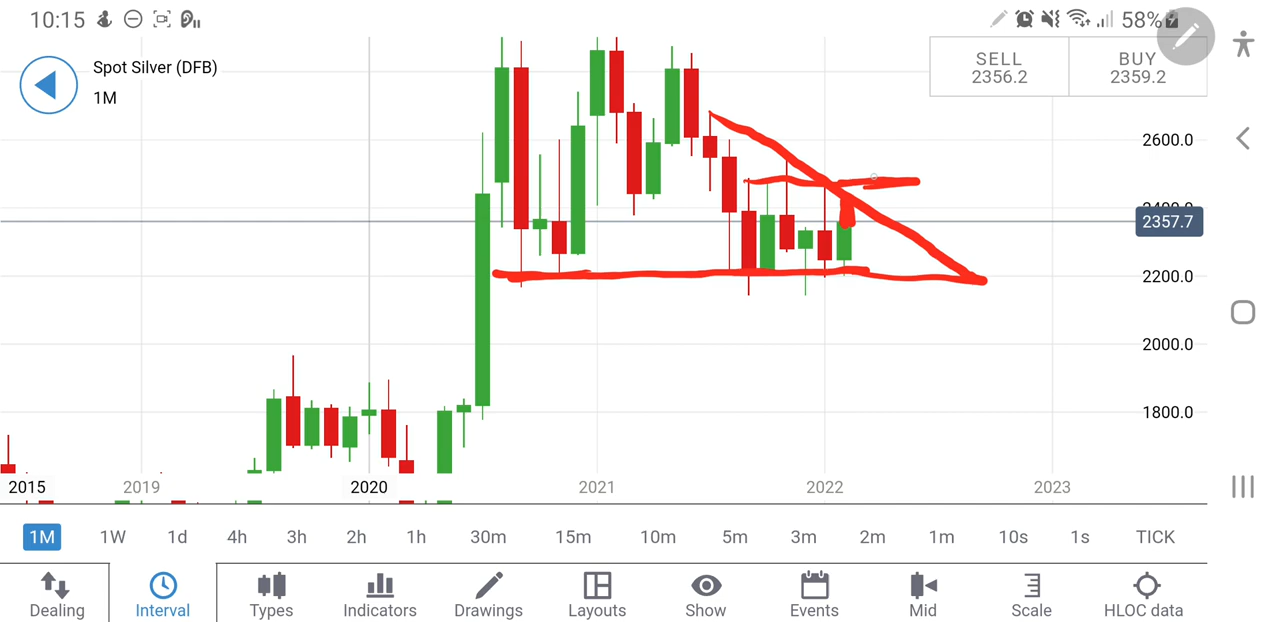 10:15
58%
Spot Silver (DFB)
1M
SELL
2356.2
BUY
2359.2
2600.0
2400.0
2357.7
2200.0
2000.0
1800.0
2015
2019
2020
2021
2022
2023
1M 1W 1d 4h 3h 2h 1h 30m 15m 10m 5m 3m 2m 1m 10s 1s TICK
Dealing Interval Types Indicators Drawings Layouts Show Events Mid Scale HLOC data